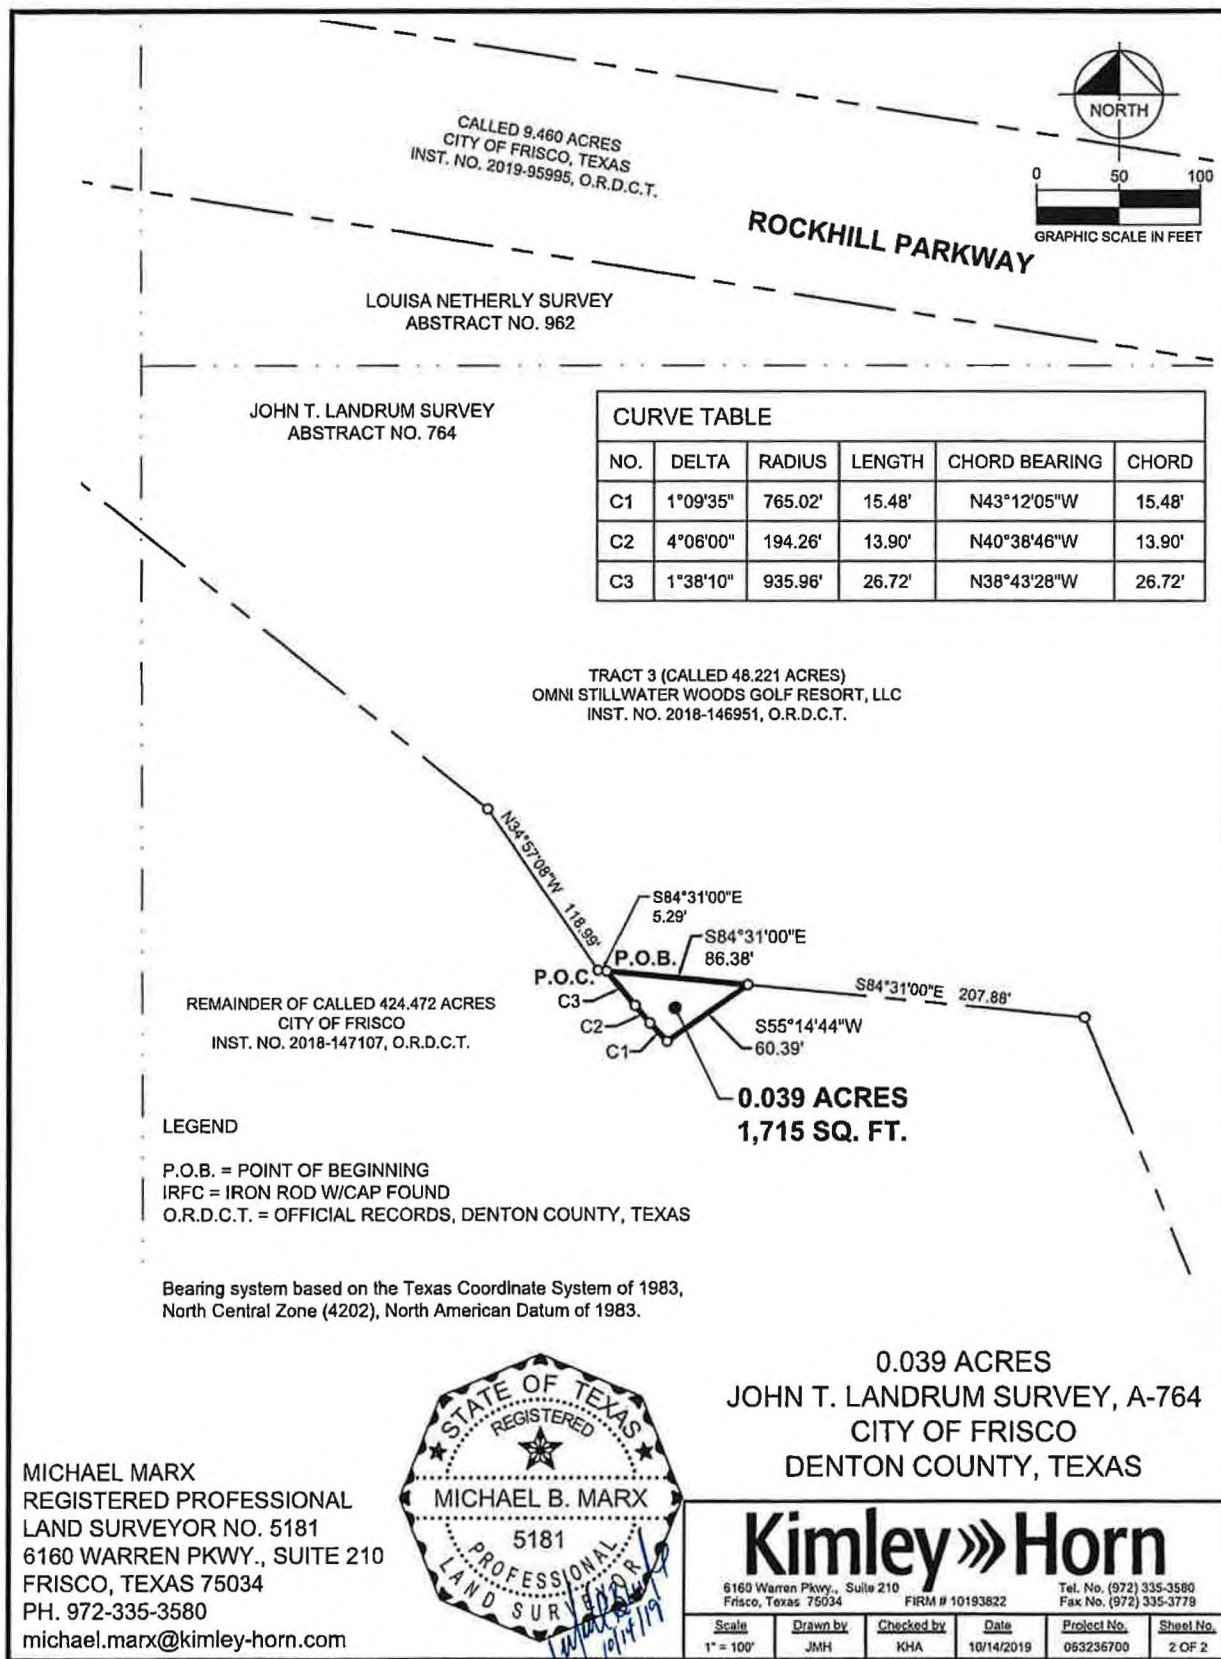 CALLED 9.460 ACRES
CITY OF FRISCO, TEXAS
INST. NO. 2019-95995, O.R.D.C.T.
NORTH
0 50 100
GRAPHIC SCALE IN FEET
ROCKHILL PARKWAY
LOUISA NETHERLY SURVEY
ABSTRACT NO. 962
JOHN T. LANDRUM SURVEY
ABSTRACT NO. 764
CURVE TABLE
NO. DELTA RADIUS LENGTH CHORD BEARING CHORD
C1 1°09'35" 765.02' 15.48' N43°12'05"W 15.48'
C2 4°06'00" 194.26' 13.90' N40°38'46"W 13.90'
C3 1°38'10" 935.96' 26.72' N38°43'28"W 26.72'
TRACT 3 (CALLED 48.221 ACRES)
OMNI STILLWATER WOODS GOLF RESORT, LLC
INST. NO. 2018-146951, O.R.D.C.T.
N34°57'08"W 118.99'
S84°31'00"E
5.29'
S84°31'00"E
86.38'
P.O.B.
P.O.C.
S84°31'00"E 207.88'
C3
C2
C1
S55°14'44"W
60.39'
REMAINDER OF CALLED 424.472 ACRES
CITY OF FRISCO
INST. NO. 2018-147107, O.R.D.C.T.
0.039 ACRES
1,715 SQ. FT.
LEGEND
P.O.B. = POINT OF BEGINNING
IRFC = IRON ROD W/CAP FOUND
O.R.D.C.T. = OFFICIAL RECORDS, DENTON COUNTY, TEXAS
Bearing system based on the Texas Coordinate System of 1983,
North Central Zone (4202), North American Datum of 1983.
0.039 ACRES
JOHN T. LANDRUM SURVEY, A-764
CITY OF FRISCO
DENTON COUNTY, TEXAS
MICHAEL MARX
REGISTERED PROFESSIONAL
LAND SURVEYOR NO. 5181
6160 WARREN PKWY., SUITE 210
FRISCO, TEXAS 75034
PH. 972-335-3580
michael.marx@kimley-horn.com
STATE OF TEXAS
REGISTERED
MICHAEL B. MARX
5181
PROFESSIONAL
LAND SURVEYOR
10/14/19
Kimley»Horn
6160 Warren Pkwy., Suite 210
Frisco, Texas 75034
FIRM # 10193822
Tel. No. (972) 335-3580
Fax No. (972) 335-3779
Scale Drawn by Checked by Date Project No. Sheet No.
1" = 100' JMH KHA 10/14/2019 063236700 2 OF 2